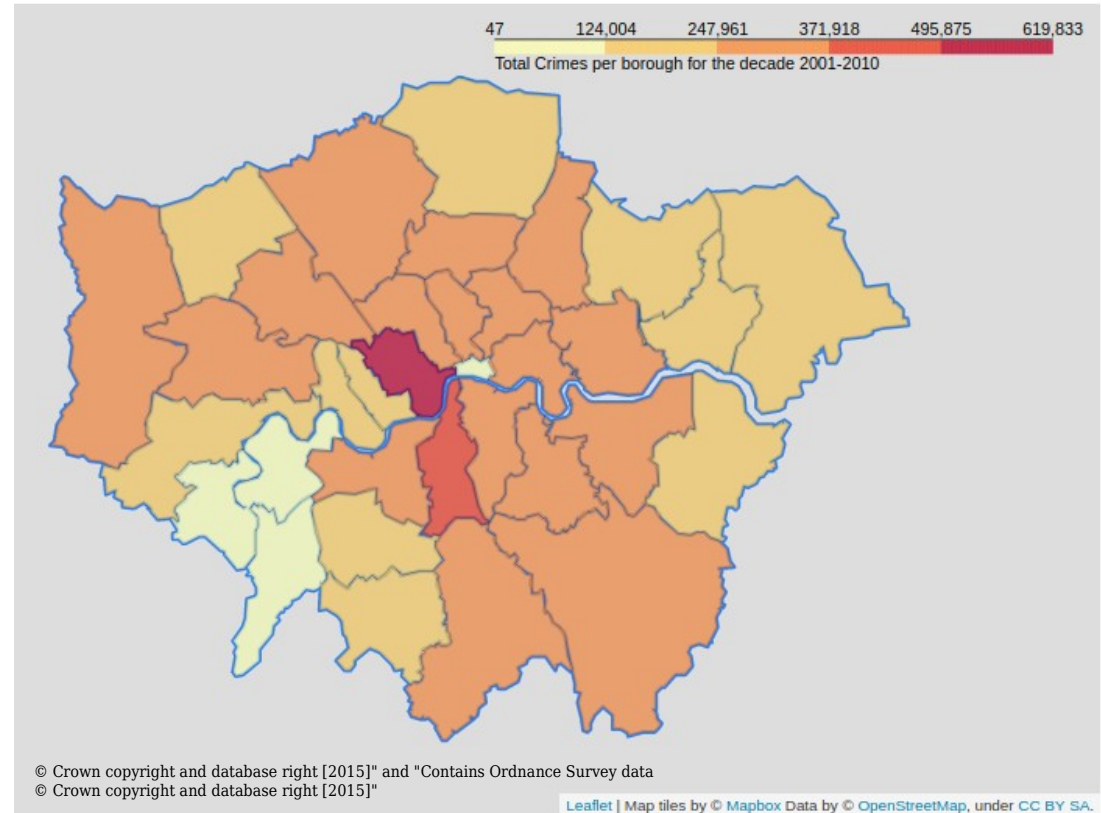 47 124,004 247,961 371,918 495,875 619,833
Total Crimes per borough for the decade 2001-2010
© Crown copyright and database right [2015]" and "Contains Ordnance Survey data
© Crown copyright and database right [2015]"
Leaflet | Map tiles by © Mapbox Data by © OpenStreetMap, under CC BY SA.